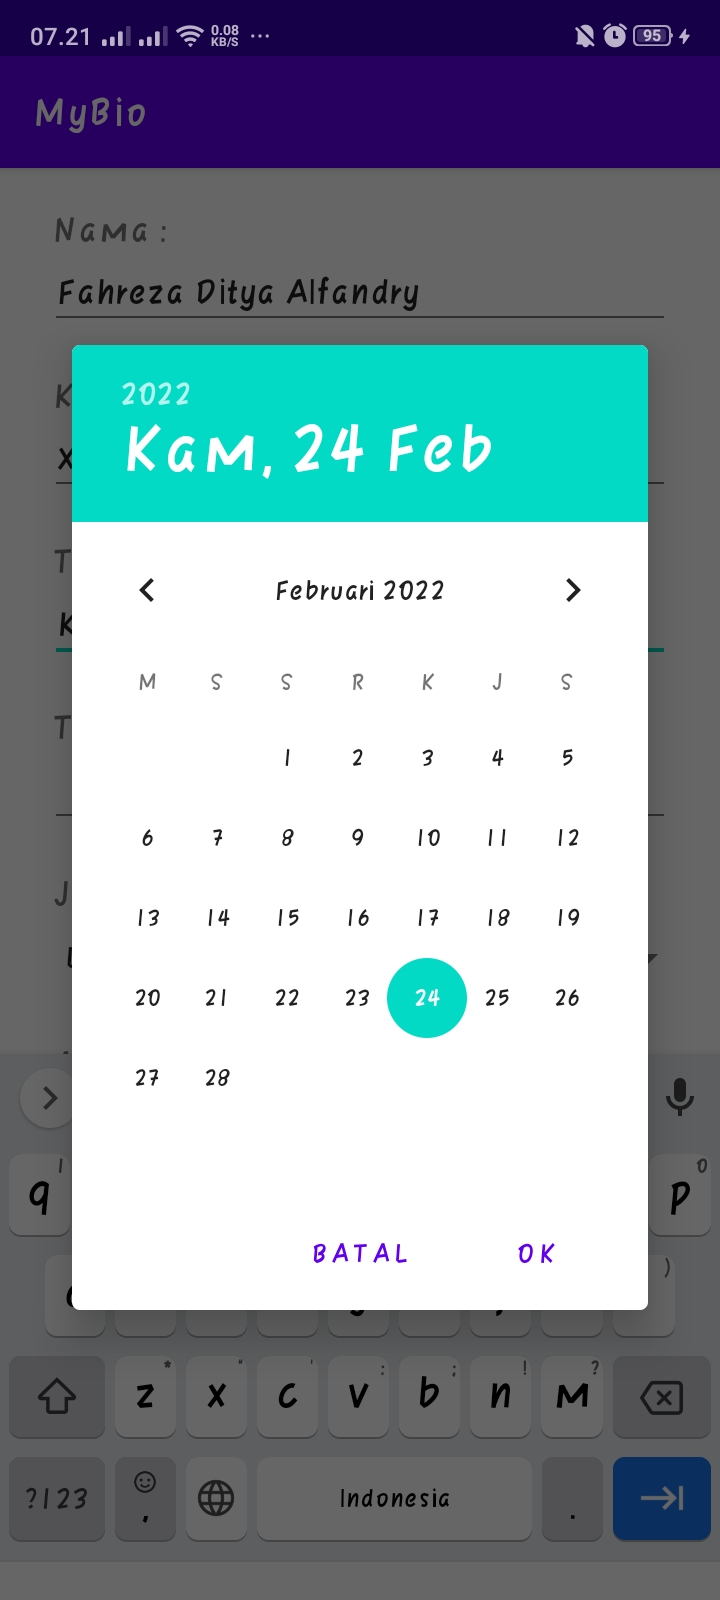 07.21 0.08 KB/S ... 95
MyBio
Nama :
Fahreza Ditya Alfandry
K
X
T
K
T
J
2022
Kam, 24 Feb
Februari 2022
M S S R K J S
1 2 3 4 5
6 7 8 9 10 11 12
13 14 15 16 17 18 19
20 21 22 23 24 25 26
27 28
BATAL OK
q 1 p 0
)
z * x " c ' v : b ; n ! m ?
?123 , Indonesia .